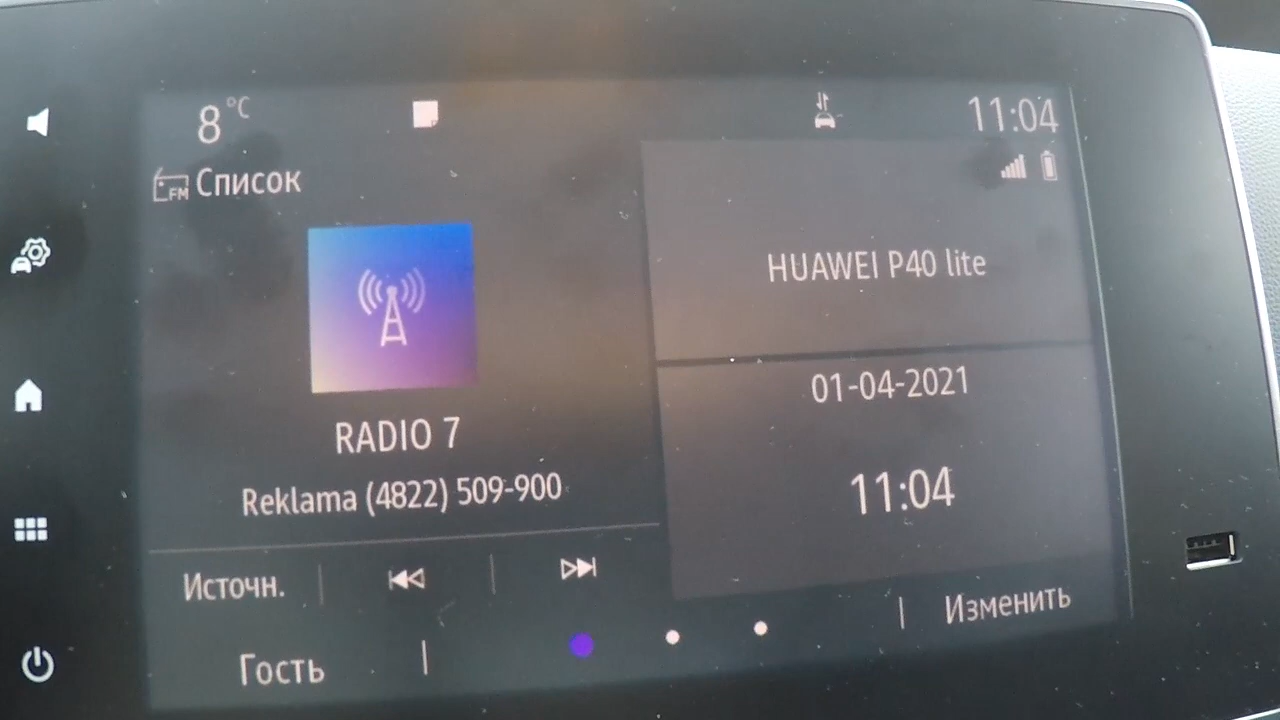 8 °C
11:04
FM Список
HUAWEI P40 lite
01-04-2021
11:04
RADIO 7
Reklama (4822) 509-900
Источн.
Изменить
Гость